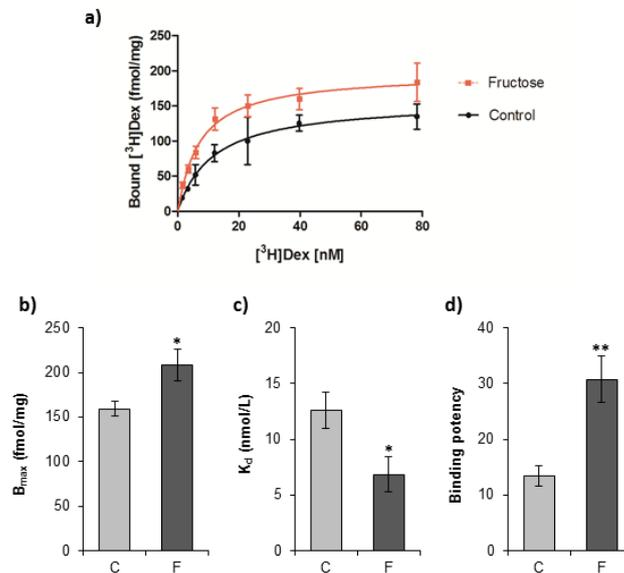 a)
250
200
150
100
50
0
Bound [³H]Dex (fmol/mg)
0 20 40 60 80
[³H]Dex [nM]
Fructose
Control
b)
250
200
150
100
50
0
B_max (fmol/mg)
*
C F
c)
20
15
10
5
0
K_d (nmol/L)
*
C F
d)
40
30
20
10
0
Binding potency
**
C F